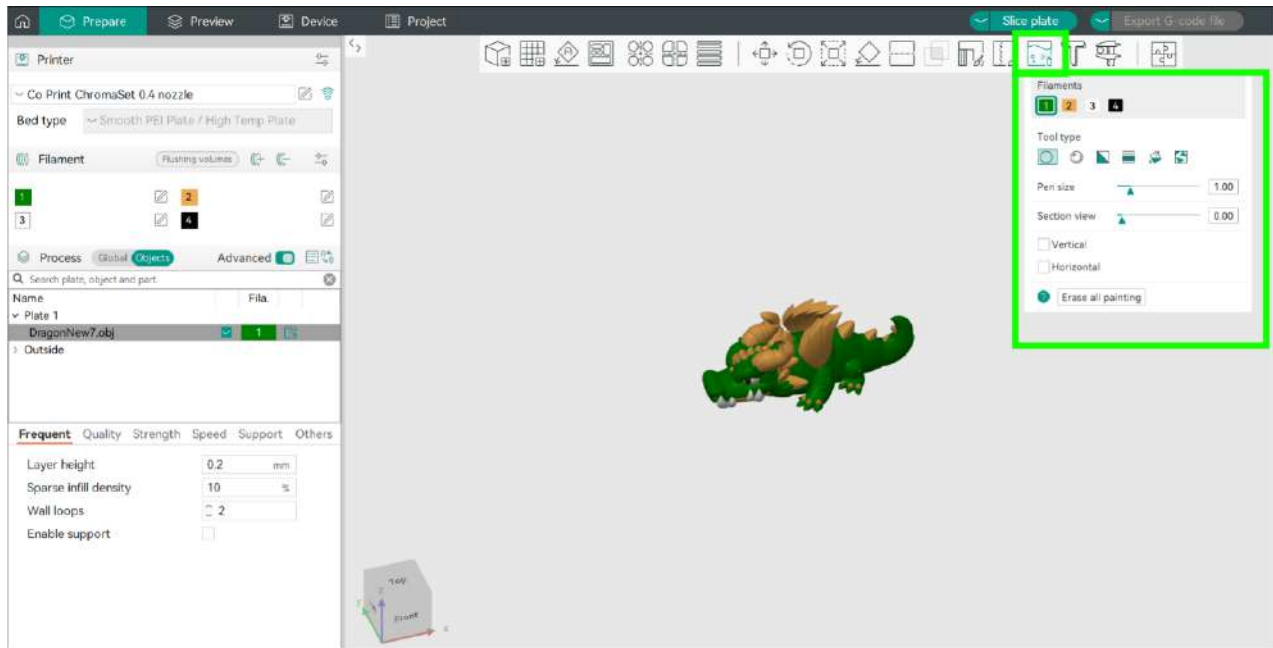 Prepare Preview Device Project Slice plate Export G-code file
Printer
Co Print ChromaSet 0.4 nozzle
Bed type Smooth PEI Plate / High Temp Plate
Filament Flushing volumes
1 2
3 4
Process Global Objects Advanced
Search plate, object and part.
Name Fila.
Plate 1
DragonNew7.obj 1
Outside
Frequent Quality Strength Speed Support Others
Layer height 0.2 mm
Sparse infill density 10 %
Wall loops 2
Enable support
Filaments
1 2 3 4
Tool type
Pen size 1.00
Section view 0.00
Vertical
Horizontal
? Erase all painting
Top
Front
z
y
x